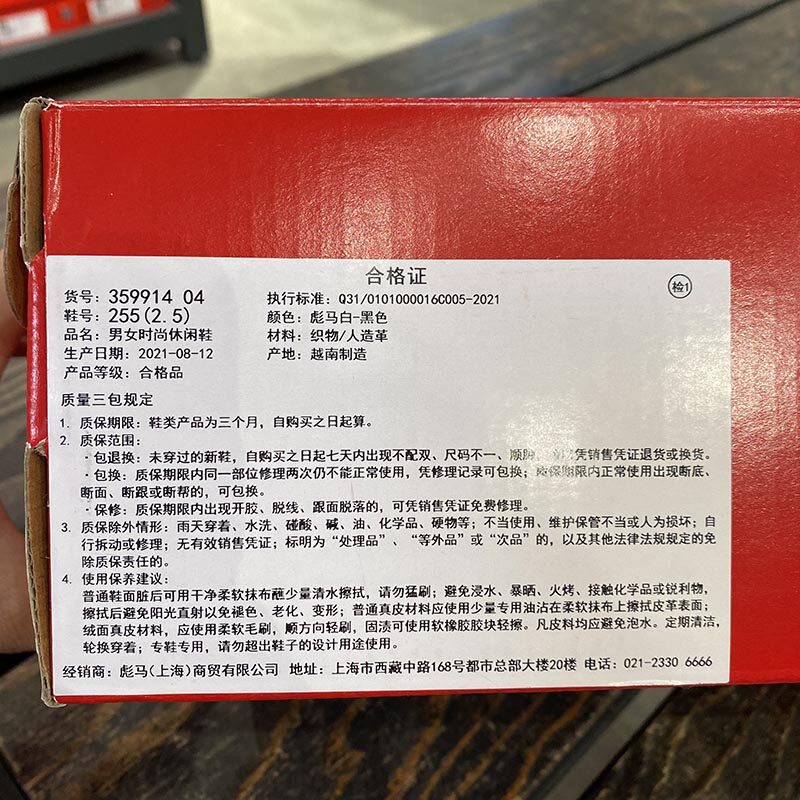 合格证
检1
货号：359914 04
执行标准：Q31/0101000016C005-2021
鞋号：255(2.5)
颜色：彪马白-黑色
品名：男女时尚休闲鞋
材料：织物/人造革
生产日期：2021-08-12
产地：越南制造
产品等级：合格品
质量三包规定
1. 质保期限：鞋类产品为三个月，自购买之日起算。
2. 质保范围：
·包退换：未穿过的新鞋，自购买之日起七天内出现不配双、尺码不一、顺脚，可凭销售凭证退货或换货。
·包换：质保期限内同一部位修理两次仍不能正常使用，凭修理记录可包换；质保期限内正常使用出现断底、
断面、断跟或断帮的，可包换。
·保修：质保期限内出现开胶、脱线、跟面脱落的，可凭销售凭证免费修理。
3. 质保除外情形：雨天穿着、水洗、碰酸、碱、油、化学品、硬物等；不当使用、维护保管不当或人为损坏；自
行拆动或修理；无有效销售凭证；标明为“处理品”、“等外品”或“次品”的，以及其他法律法规规定的免
除质保责任的。
4. 使用保养建议：
普通鞋面脏后可用干净柔软抹布蘸少量清水擦拭，请勿猛刷；避免浸水、暴晒、火烤、接触化学品或锐利物，
擦拭后避免阳光直射以免褪色、老化、变形；普通真皮材料应使用少量专用油沾在柔软抹布上擦拭皮革表面；
绒面真皮材料，应使用柔软毛刷，顺方向轻刷，固渍可使用软橡胶胶块轻擦。凡皮料均应避免泡水。定期清洁，
轮换穿着；专鞋专用，请勿超出鞋子的设计用途使用。
经销商：彪马(上海)商贸有限公司 地址：上海市西藏中路168号都市总部大楼20楼 电话：021-2330 6666